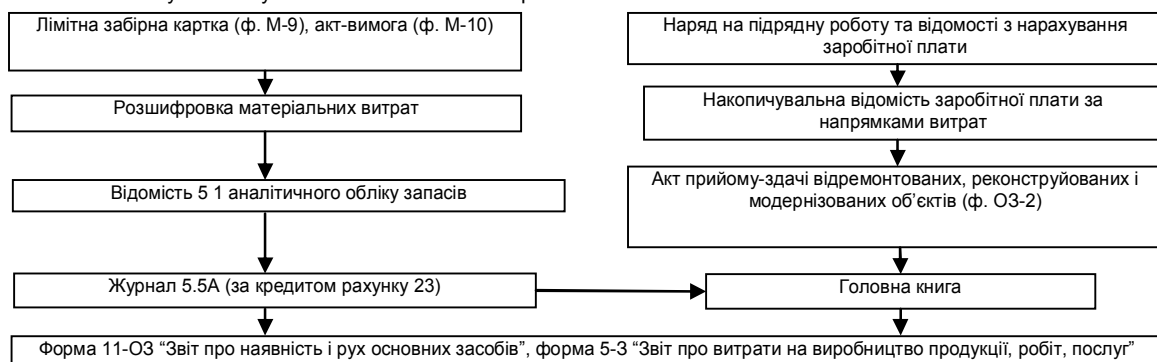 Лімітна забірна картка (ф. М-9), акт-вимога (ф. М-10)
Розшифровка матеріальних витрат
Відомість 5 1 аналітичного обліку запасів
Журнал 5.5А (за кредитом рахунку 23)
Наряд на підрядну роботу та відомості з нарахування
заробітної плати
Накопичувальна відомість заробітної плати за
напрямками витрат
Акт прийому-здачі відремонтованих, реконструйованих і
модернізованих об’єктів (ф. ОЗ-2)
Головна книга
Форма 11-ОЗ “Звіт про наявність і рух основних засобів”, форма 5-З “Звіт про витрати на виробництво продукції, робіт, послуг”